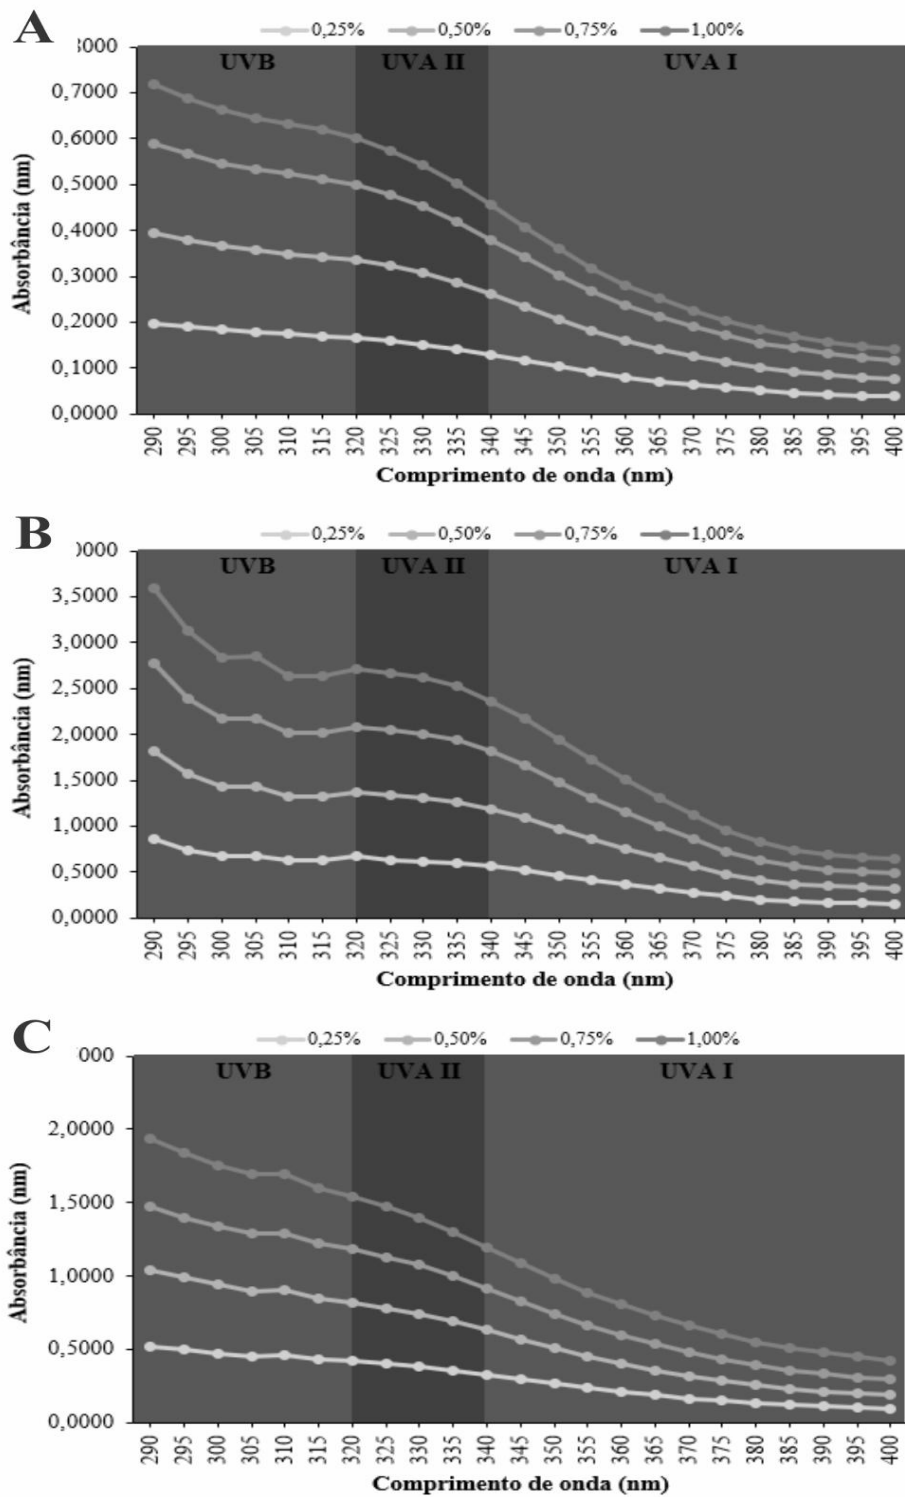 A
0,25% 0,50% 0,75% 1,00%
UVB UVA II UVA I
Absorbância (nm)
)000
0,7000
0,6000
0,5000
0,4000
0,3000
0,2000
0,1000
0,0000
290 295 300 305 310 315 320 325 330 335 340 345 350 355 360 365 370 375 380 385 390 395 400
Comprimento de onda (nm)
B
0,25% 0,50% 0,75% 1,00%
UVB UVA II UVA I
Absorbância (nm)
)000
3,5000
3,0000
2,5000
2,0000
1,5000
1,0000
0,5000
0,0000
290 295 300 305 310 315 320 325 330 335 340 345 350 355 360 365 370 375 380 385 390 395 400
Comprimento de onda (nm)
C
0,25% 0,50% 0,75% 1,00%
UVB UVA II UVA I
Absorbância (nm)
000
2,0000
1,5000
1,0000
0,5000
0,0000
290 295 300 305 310 315 320 325 330 335 340 345 350 355 360 365 370 375 380 385 390 395 400
Comprimento de onda (nm)